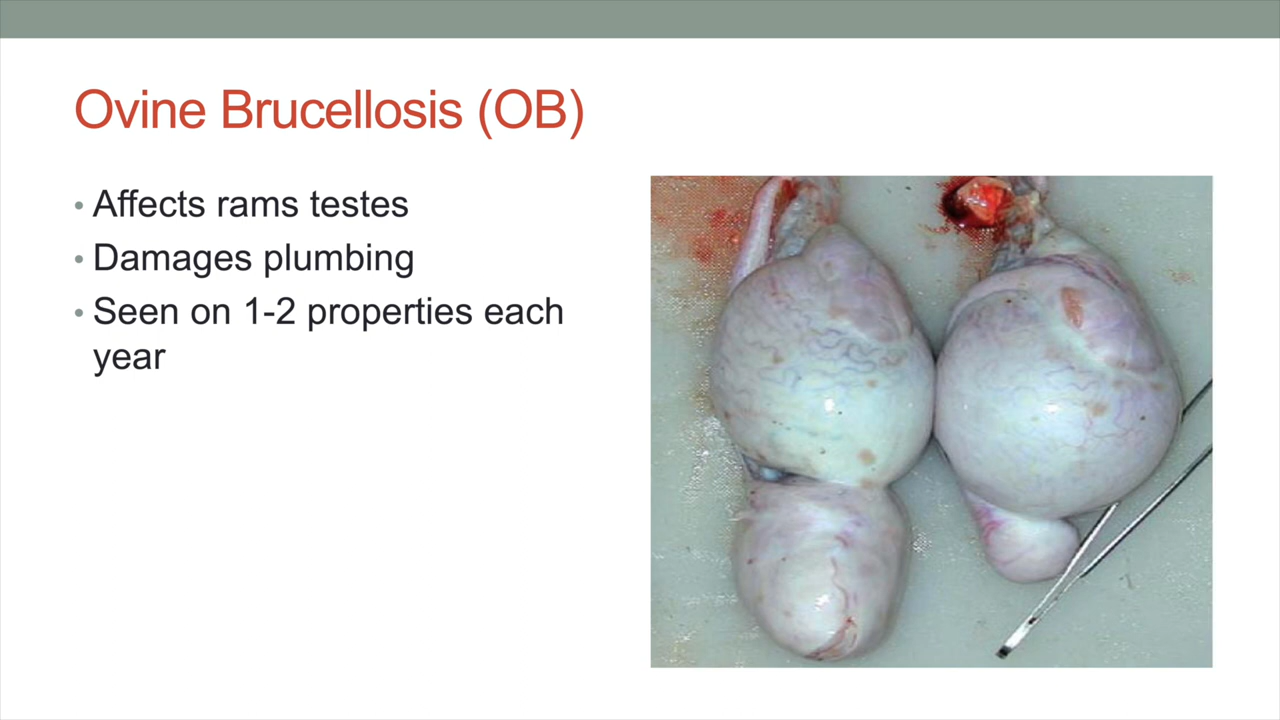 Ovine Brucellosis (OB)
• Affects rams testes
• Damages plumbing
• Seen on 1-2 properties each
year